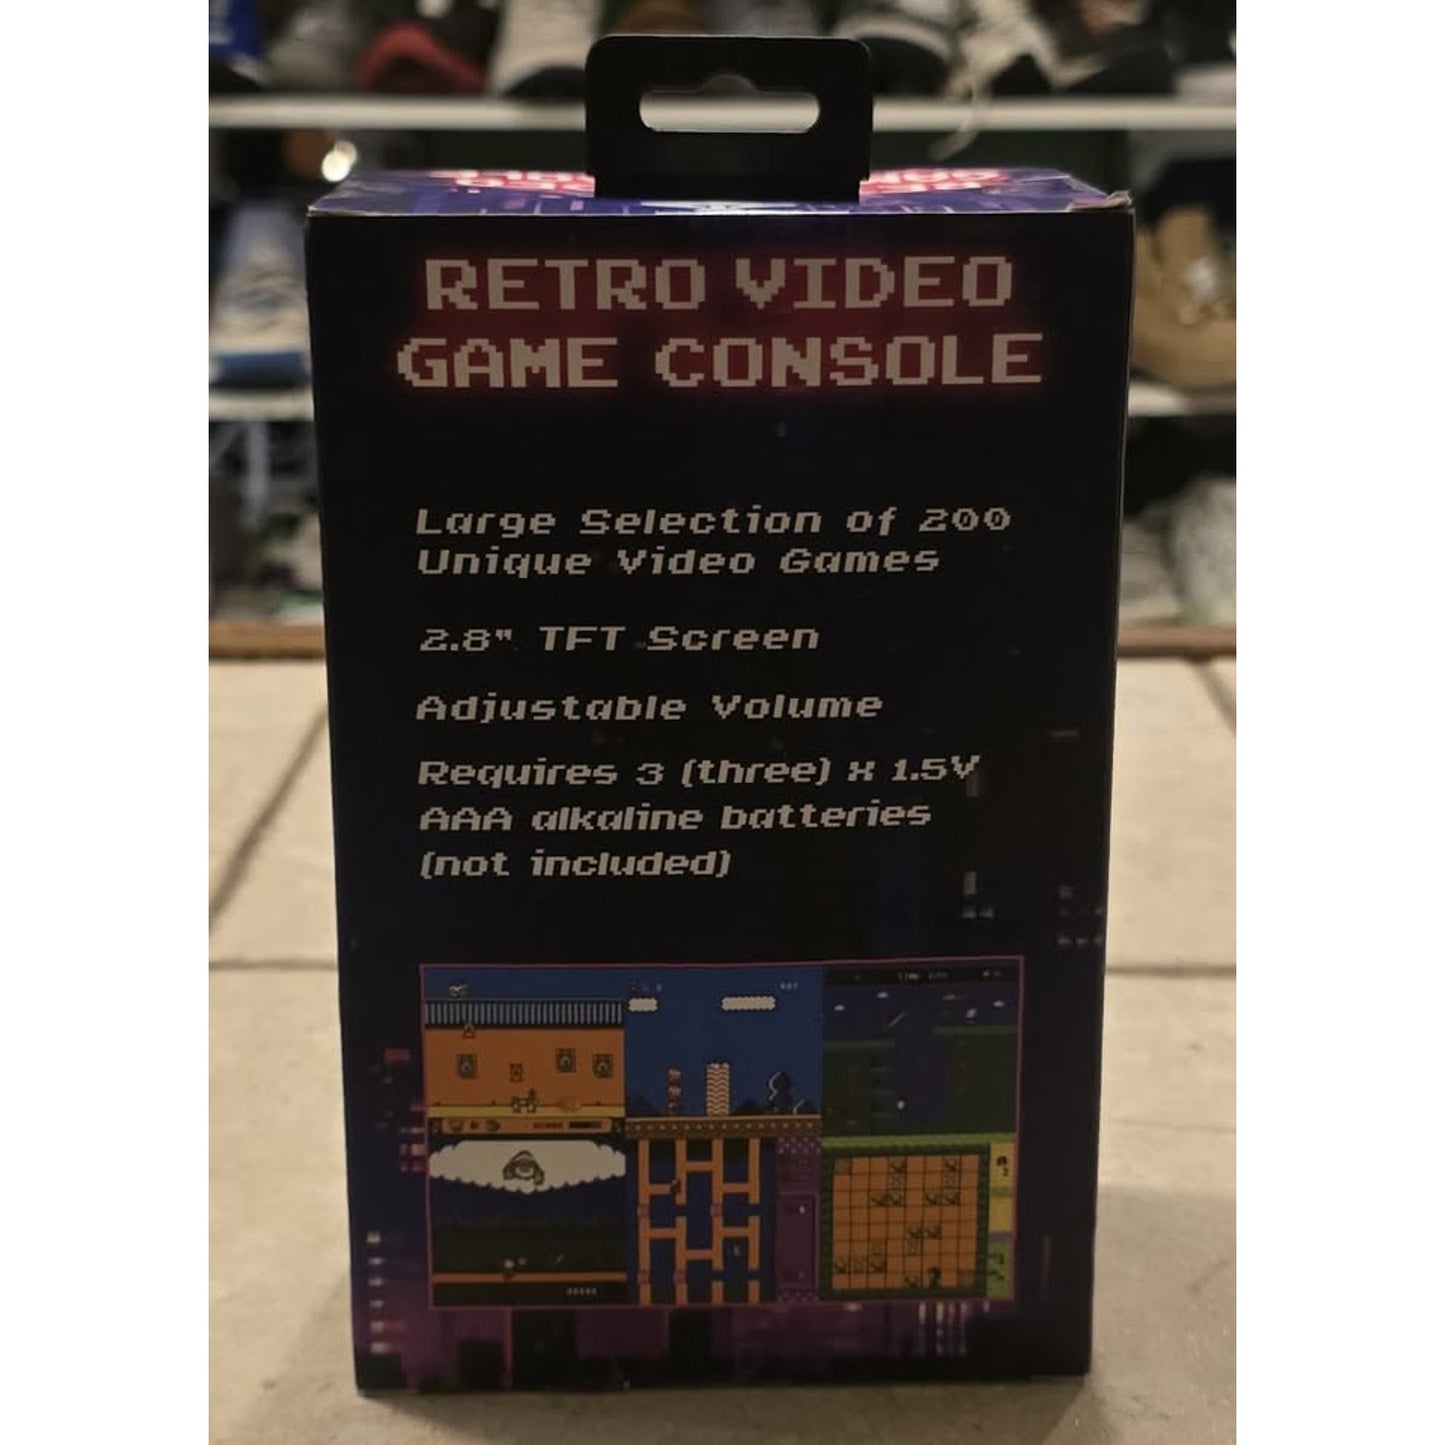 RETRO VIDEO
GAME CONSOLE
Large Selection of 200
Unique Video Games
2.8" TFT Screen
Adjustable Volume
Requires 3 (three) x 1.5V
AAA alkaline batteries
(not included)